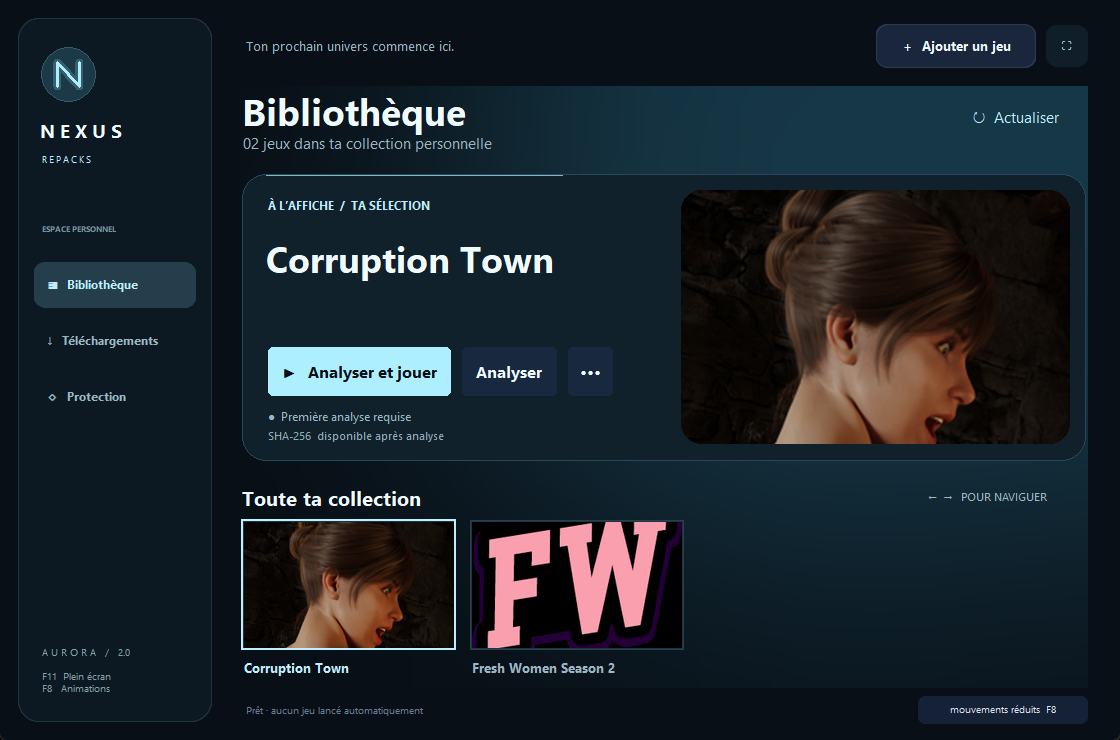 N
NEXUS
REPACKS
ESPACE PERSONNEL
Bibliothèque
↓ Téléchargements
Protection
AURORA / 2.0
F11 Plein écran
F8 Animations
Ton prochain univers commence ici.
+ Ajouter un jeu
Bibliothèque
02 jeux dans ta collection personnelle
Actualiser
À L'AFFICHE / TA SÉLECTION
Corruption Town
▶ Analyser et jouer
Analyser
•••
● Première analyse requise
SHA-256 disponible après analyse
Toute ta collection
← → POUR NAVIGUER
FW
Corruption Town
Fresh Women Season 2
Prêt · aucun jeu lancé automatiquement
mouvements réduits F8